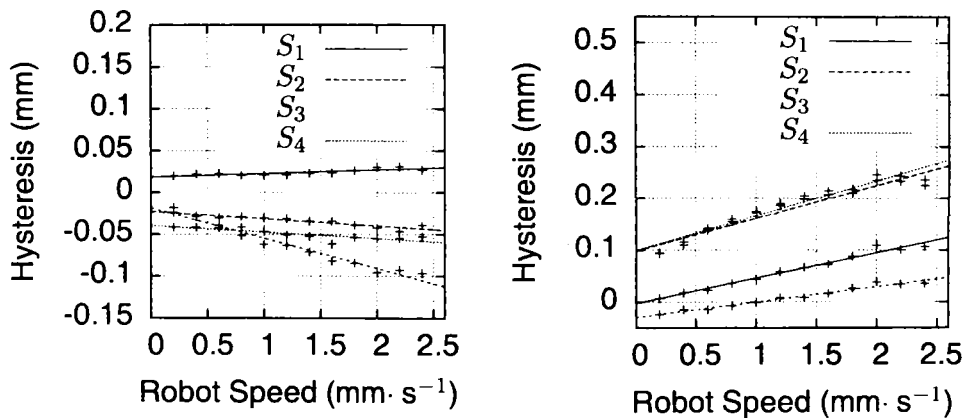 0.2
0.15
0.1
0.05
0
-0.05
-0.1
-0.15
Hysteresis (mm)
S₁
S₂
S₃
S₄
0 0.5 1 1.5 2 2.5
Robot Speed (mm· s⁻¹)
0.5
0.4
0.3
0.2
0.1
0
Hysteresis (mm)
S₁
S₂
S₃
S₄
0 0.5 1 1.5 2 2.5
Robot Speed (mm· s⁻¹)